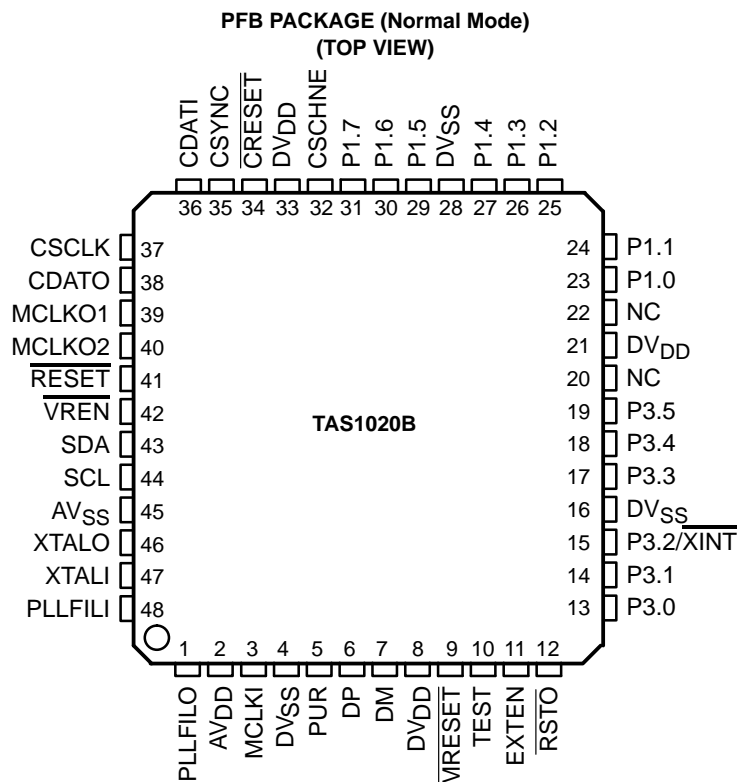 PFB PACKAGE (Normal Mode)
(TOP VIEW)
CDATI
CSYNC
CRESET
DVDD
CSCHNE
P1.7
P1.6
P1.5
DVSS
P1.4
P1.3
P1.2
36 35 34 33 32 31 30 29 28 27 26 25
CSCLK 37
CDATO 38
MCLKO1 39
MCLKO2 40
RESET 41
VREN 42
SDA 43
SCL 44
AVSS 45
XTALO 46
XTALI 47
PLLFILI 48
TAS1020B
24 P1.1
23 P1.0
22 NC
21 DVDD
20 NC
19 P3.5
18 P3.4
17 P3.3
16 DVSS
15 P3.2/XINT
14 P3.1
13 P3.0
1 2 3 4 5 6 7 8 9 10 11 12
PLLFILO
AVDD
MCLKI
DVSS
PUR
DP
DM
DVDD
MRESET
TEST
EXTEN
RSTO